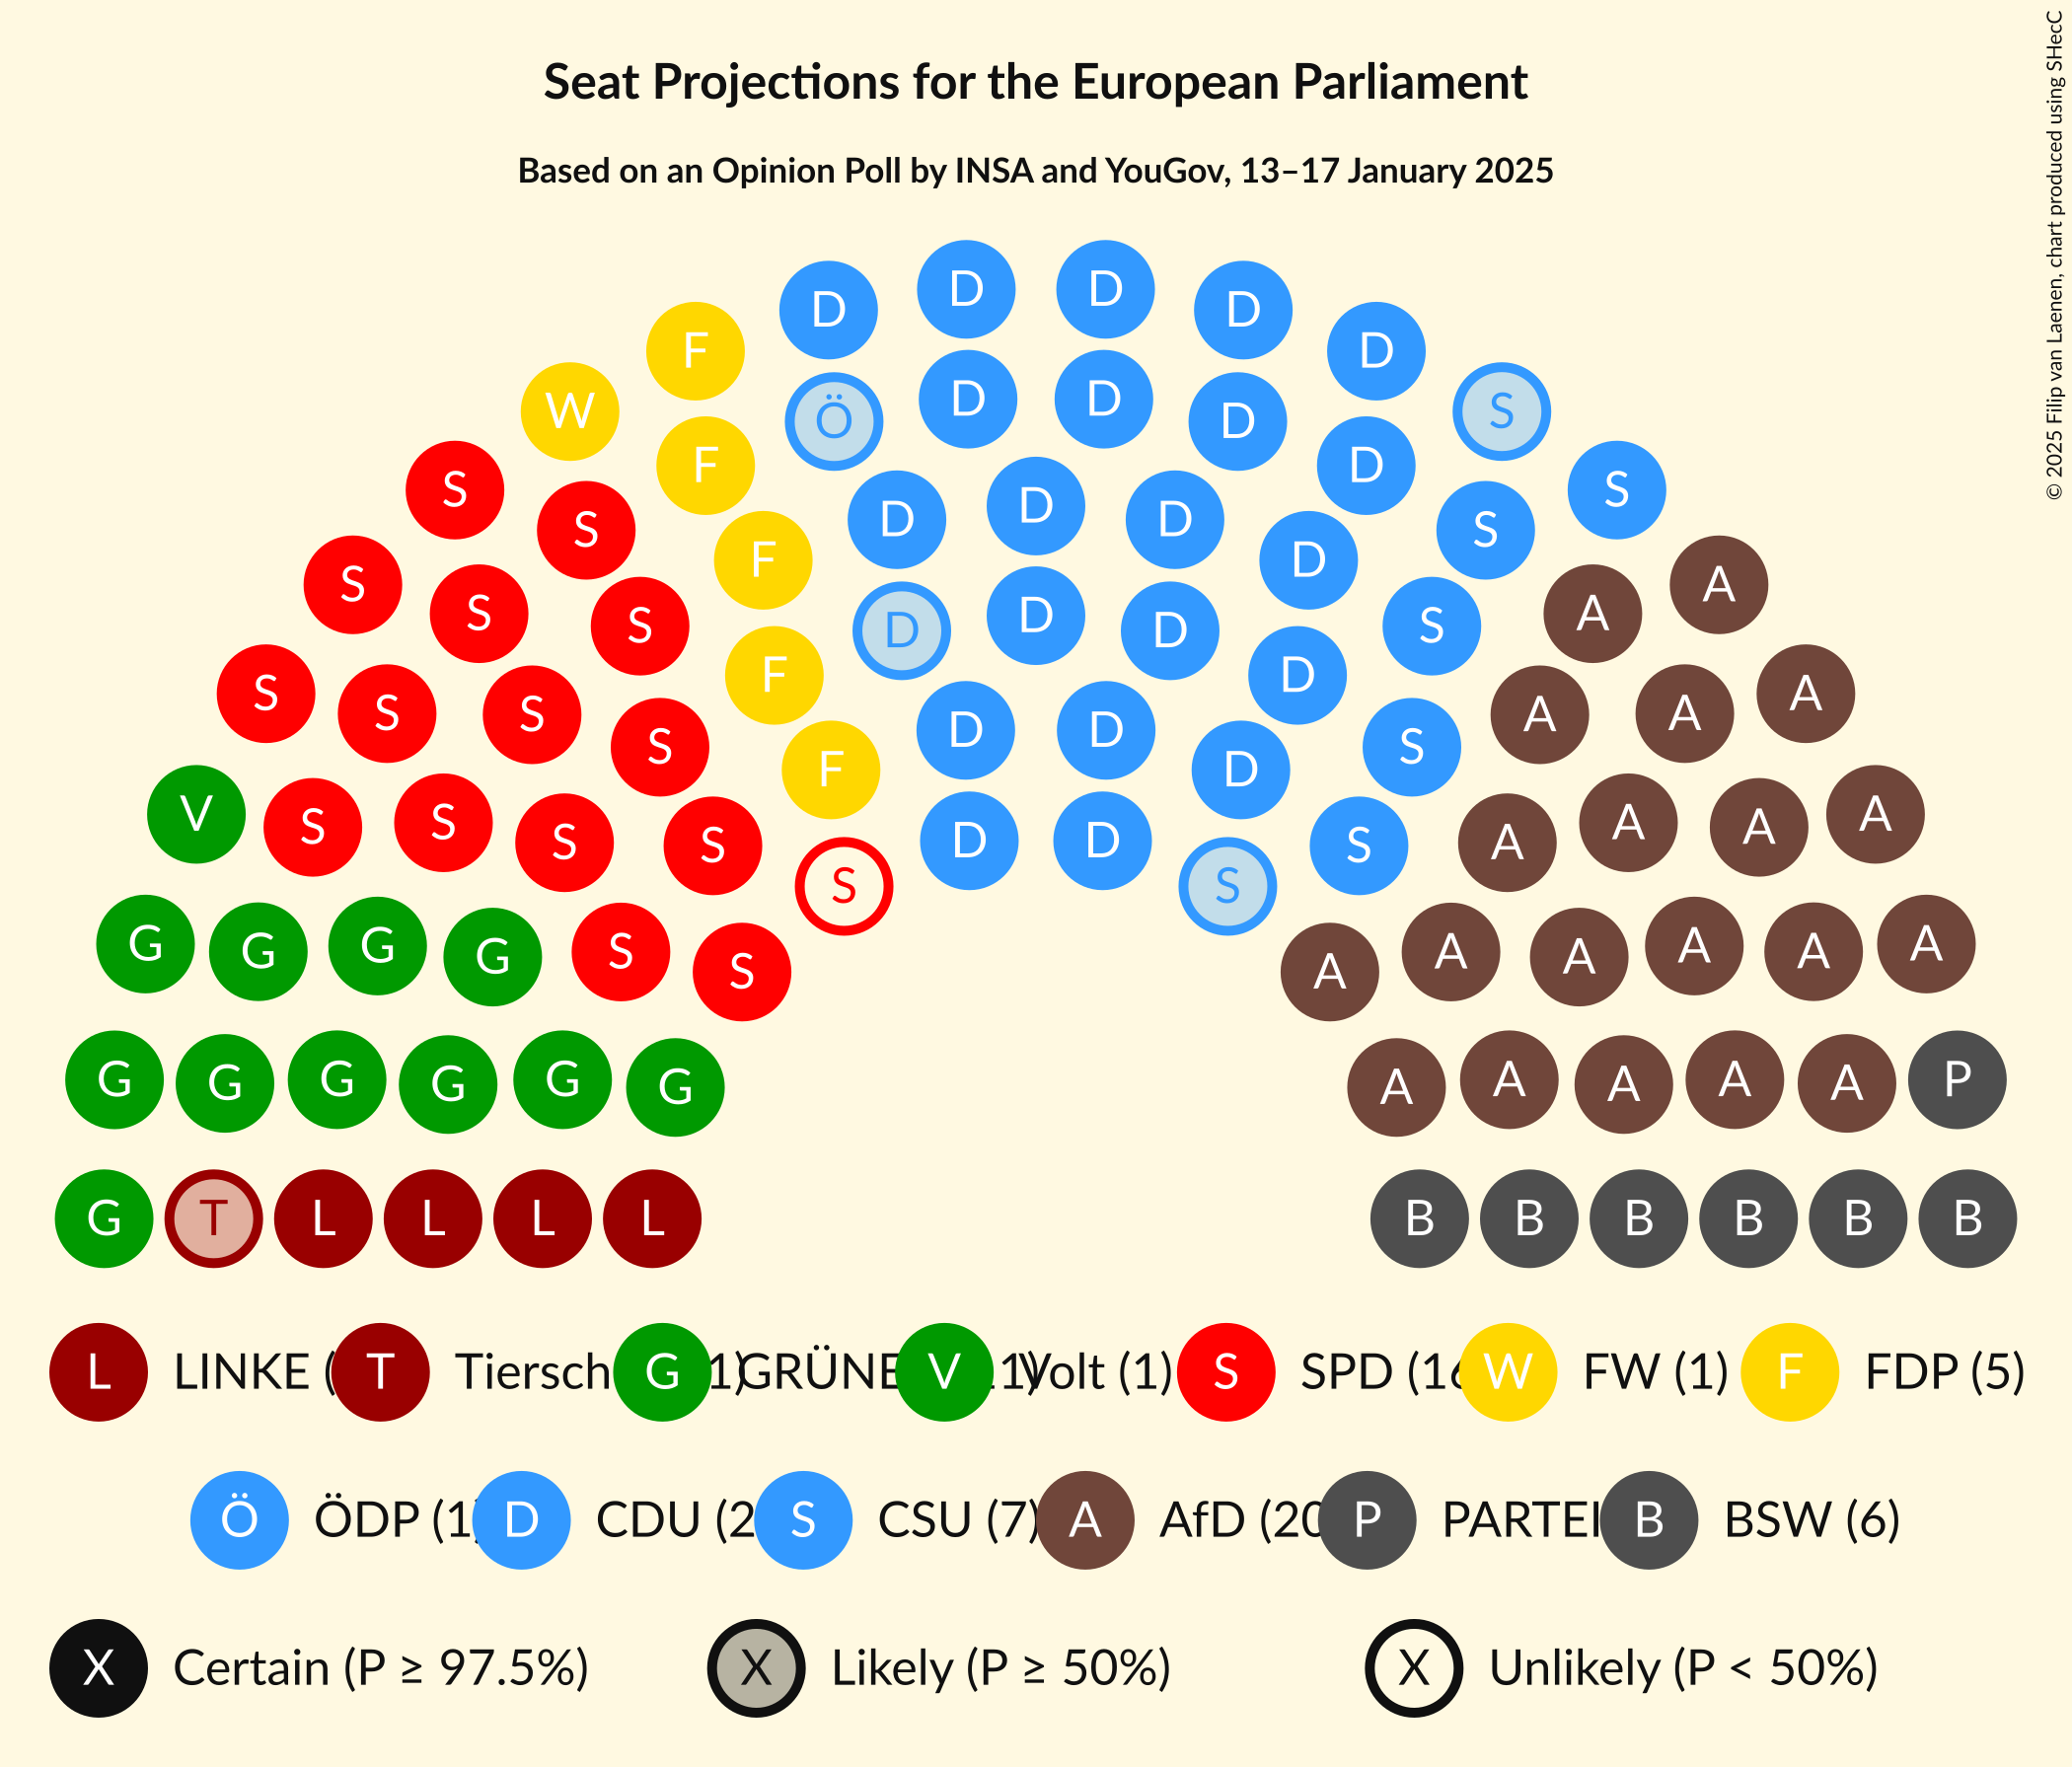 Seat Projections for the European Parliament
Based on an Opinion Poll by INSA and YouGov, 13–17 January 2025
© 2025 Filip van Laenen, chart produced using SHecC
D D D D
F D D
W Ö D D D S
F D S
S D D D S
S F D S
S S A A
S S D D D S
S F D A A
S S D D A A
S F D
V S S S S D D S A A A A
S S
G G G G S S A A A A A A
G G G G G G A A A A A P
G T L L L L B B B B B B
L LINKE ( T Tiersch G 1) GRÜNE V 1) Volt (1) S SPD (16 W FW (1) F FDP (5)
Ö ÖDP (1 D CDU (2 S CSU (7) A AfD (20 P PARTEI B BSW (6)
X Certain (P ≥ 97.5%) X Likely (P ≥ 50%) X Unlikely (P < 50%)